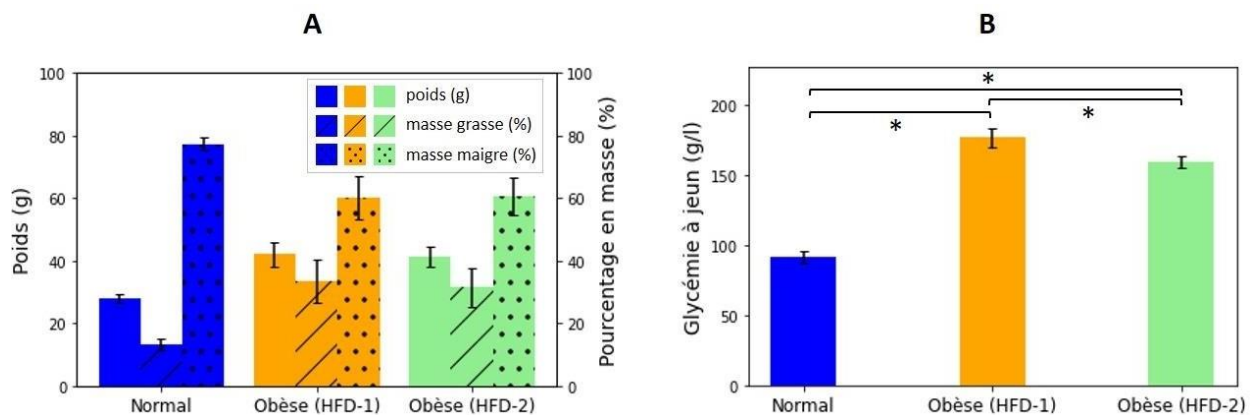 A
Poids (g)
100
80
60
40
20
0
poids (g)
masse grasse (%)
masse maigre (%)
Normal
Obèse (HFD-1)
Obèse (HFD-2)
100
80
60
40
20
0
Pourcentage en masse (%)
B
Glycémie à jeun (g/l)
200
150
100
50
0
*
*
*
Normal
Obèse (HFD-1)
Obèse (HFD-2)